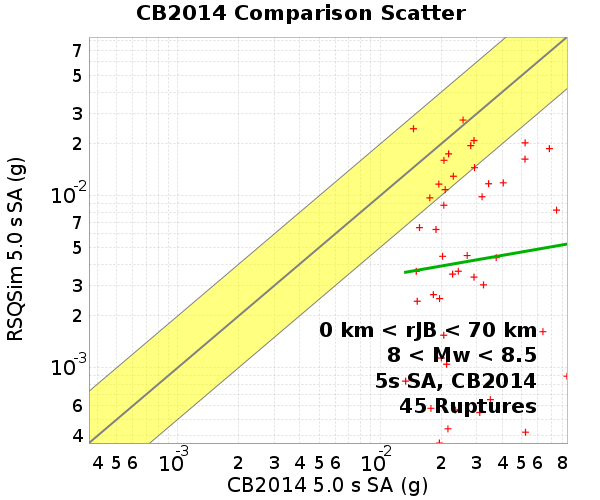 CB2014 Comparison Scatter
RSQSim 5.0 s SA (g)
7
5
3
2
10-2
7
5
3
2
10-3
6
4
0 km < rJB < 70 km
8 < Mw < 8.5
5s SA, CB2014
45 Ruptures
4 5 6 10-3 2 3 4 5 6 10-2 2 3 4 5 6 8
CB2014 5.0 s SA (g)